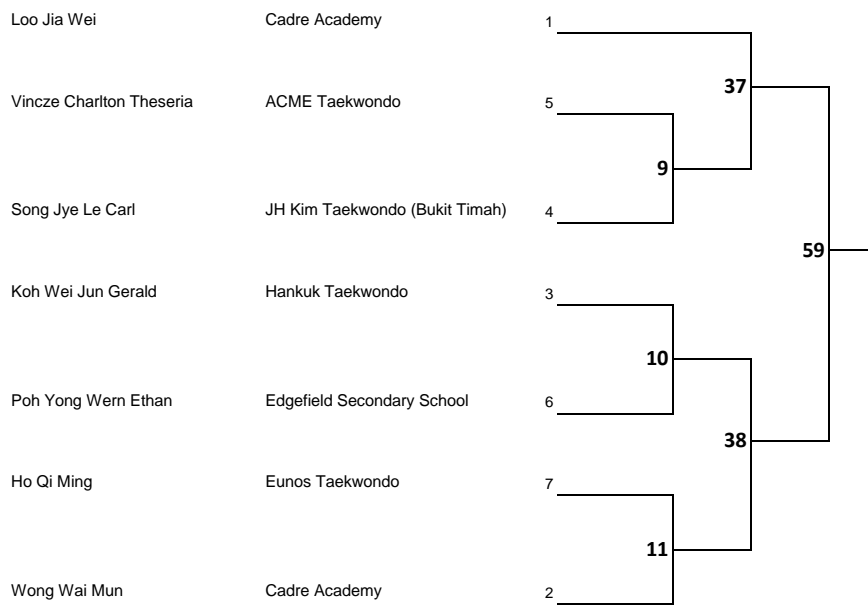 Loo Jia Wei Cadre Academy 1
37
Vincze Charlton Theseria ACME Taekwondo 5
9
Song Jye Le Carl JH Kim Taekwondo (Bukit Timah) 4
59
Koh Wei Jun Gerald Hankuk Taekwondo 3
10
Poh Yong Wern Ethan Edgefield Secondary School 6
38
Ho Qi Ming Eunos Taekwondo 7
11
Wong Wai Mun Cadre Academy 2